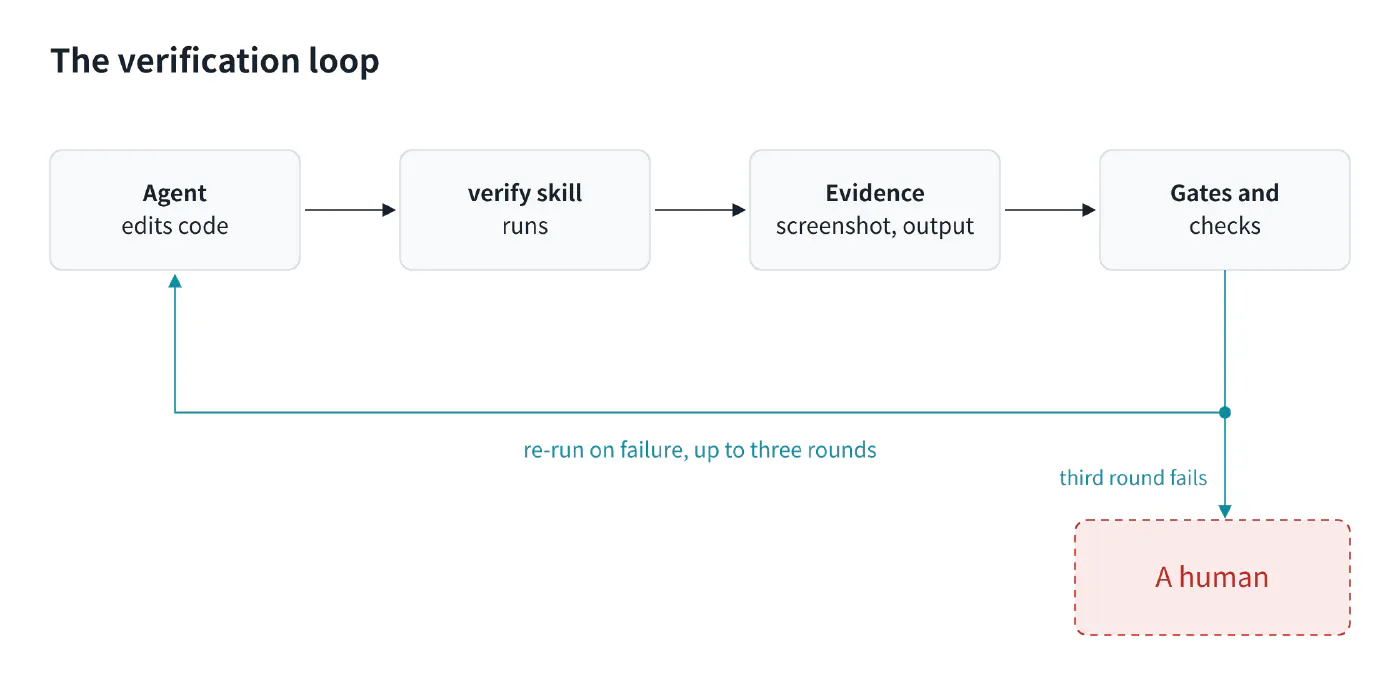 The verification loop
Agent
edits code
verify skill
runs
Evidence
screenshot, output
Gates and
checks
re-run on failure, up to three rounds
third round fails
A human